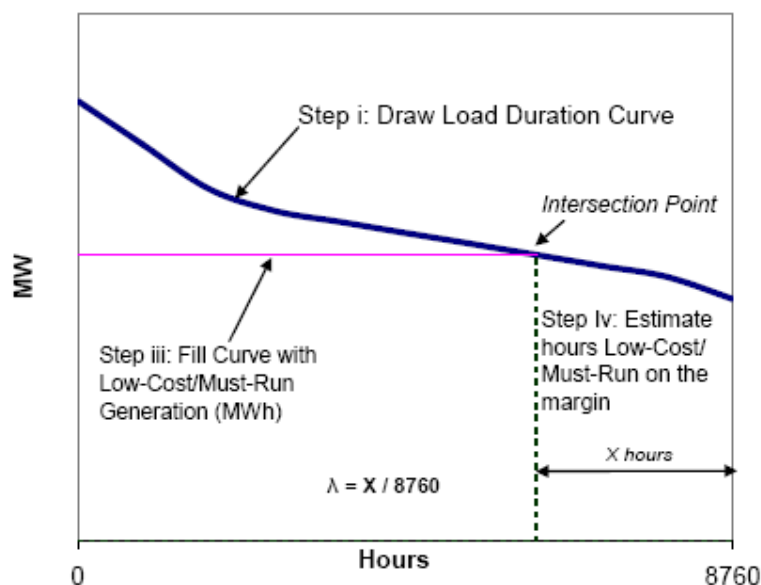 Step i: Draw Load Duration Curve
Intersection Point
MW
Step iii: Fill Curve with
Low-Cost/Must-Run
Generation (MWh)
Step Iv: Estimate
hours Low-Cost/
Must-Run on the
margin
X hours
λ = X / 8760
Hours
0
8760